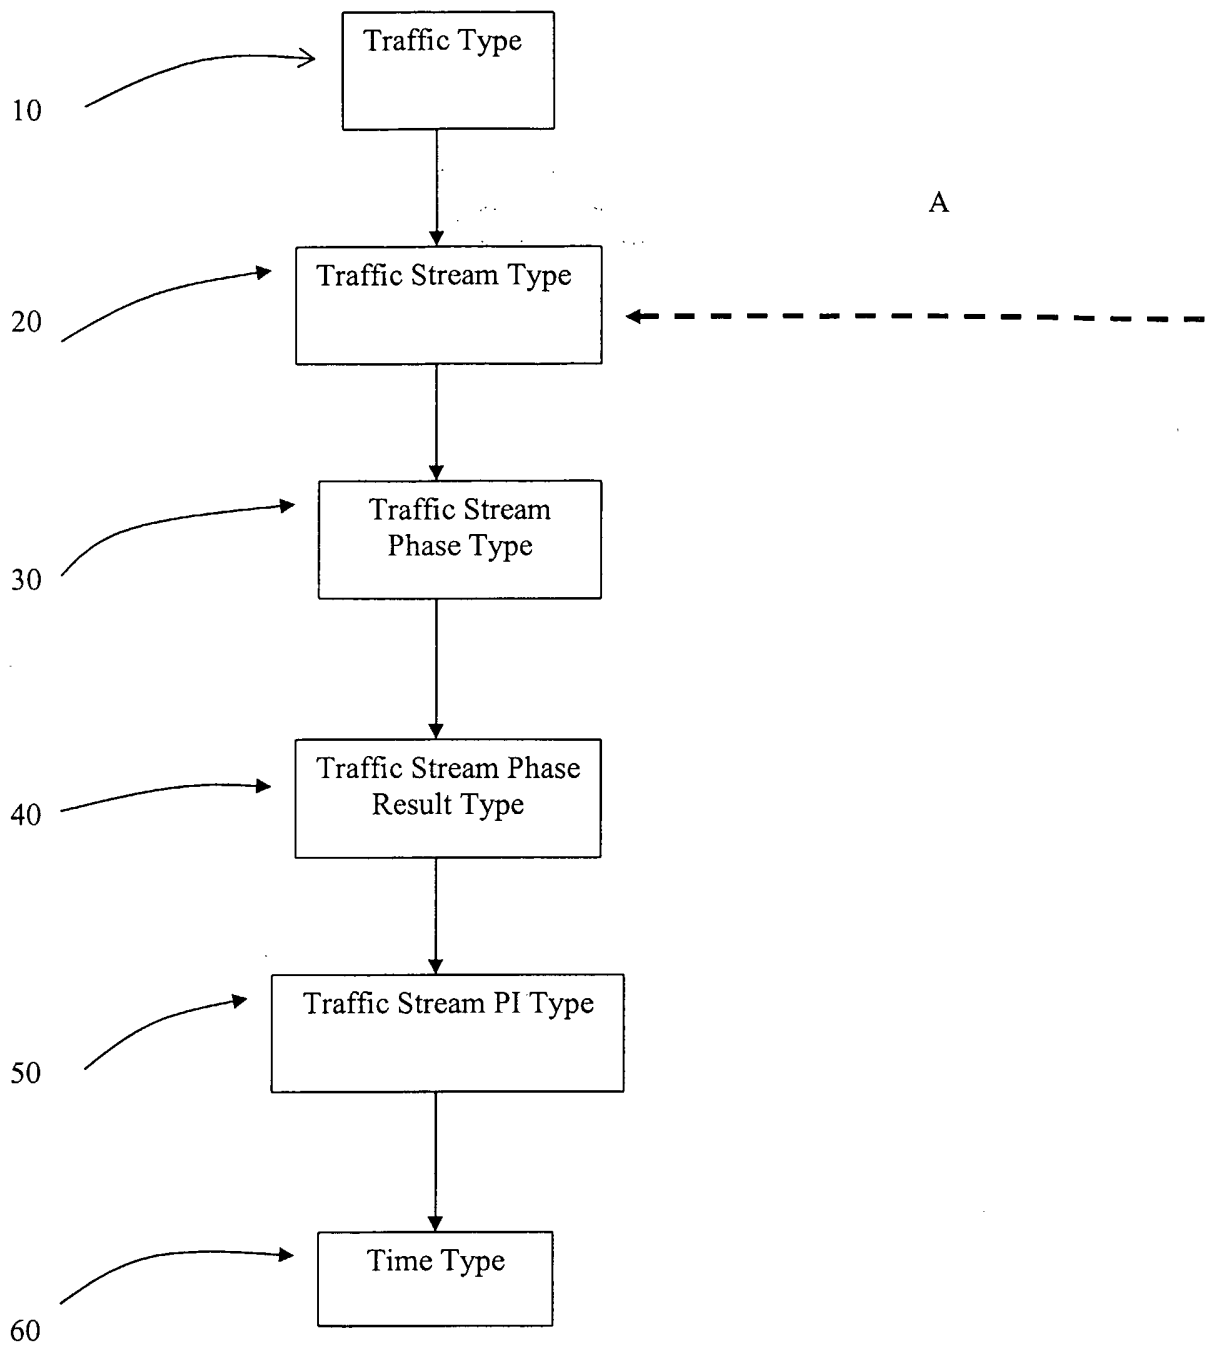 Traffic Type
10
A
Traffic Stream Type
20
Traffic Stream
Phase Type
30
Traffic Stream Phase
Result Type
40
Traffic Stream PI Type
50
Time Type
60